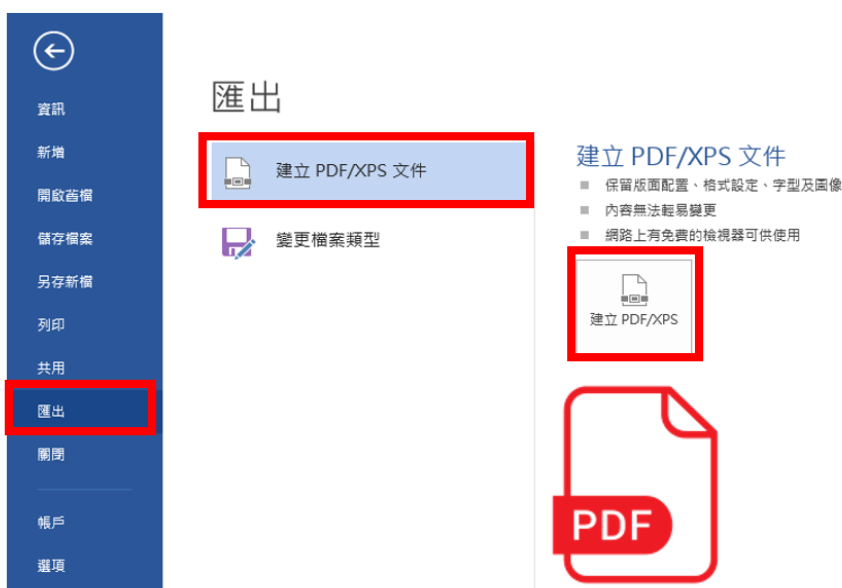 資訊
新增
開啟舊檔
儲存檔案
另存新檔
列印
共用
匯出
關閉
帳戶
選項
匯出
建立 PDF/XPS 文件
變更檔案類型
建立 PDF/XPS 文件
保留版面配置、格式設定、字型及圖像
內容無法輕易變更
網路上有免費的檢視器可供使用
建立 PDF/XPS
PDF